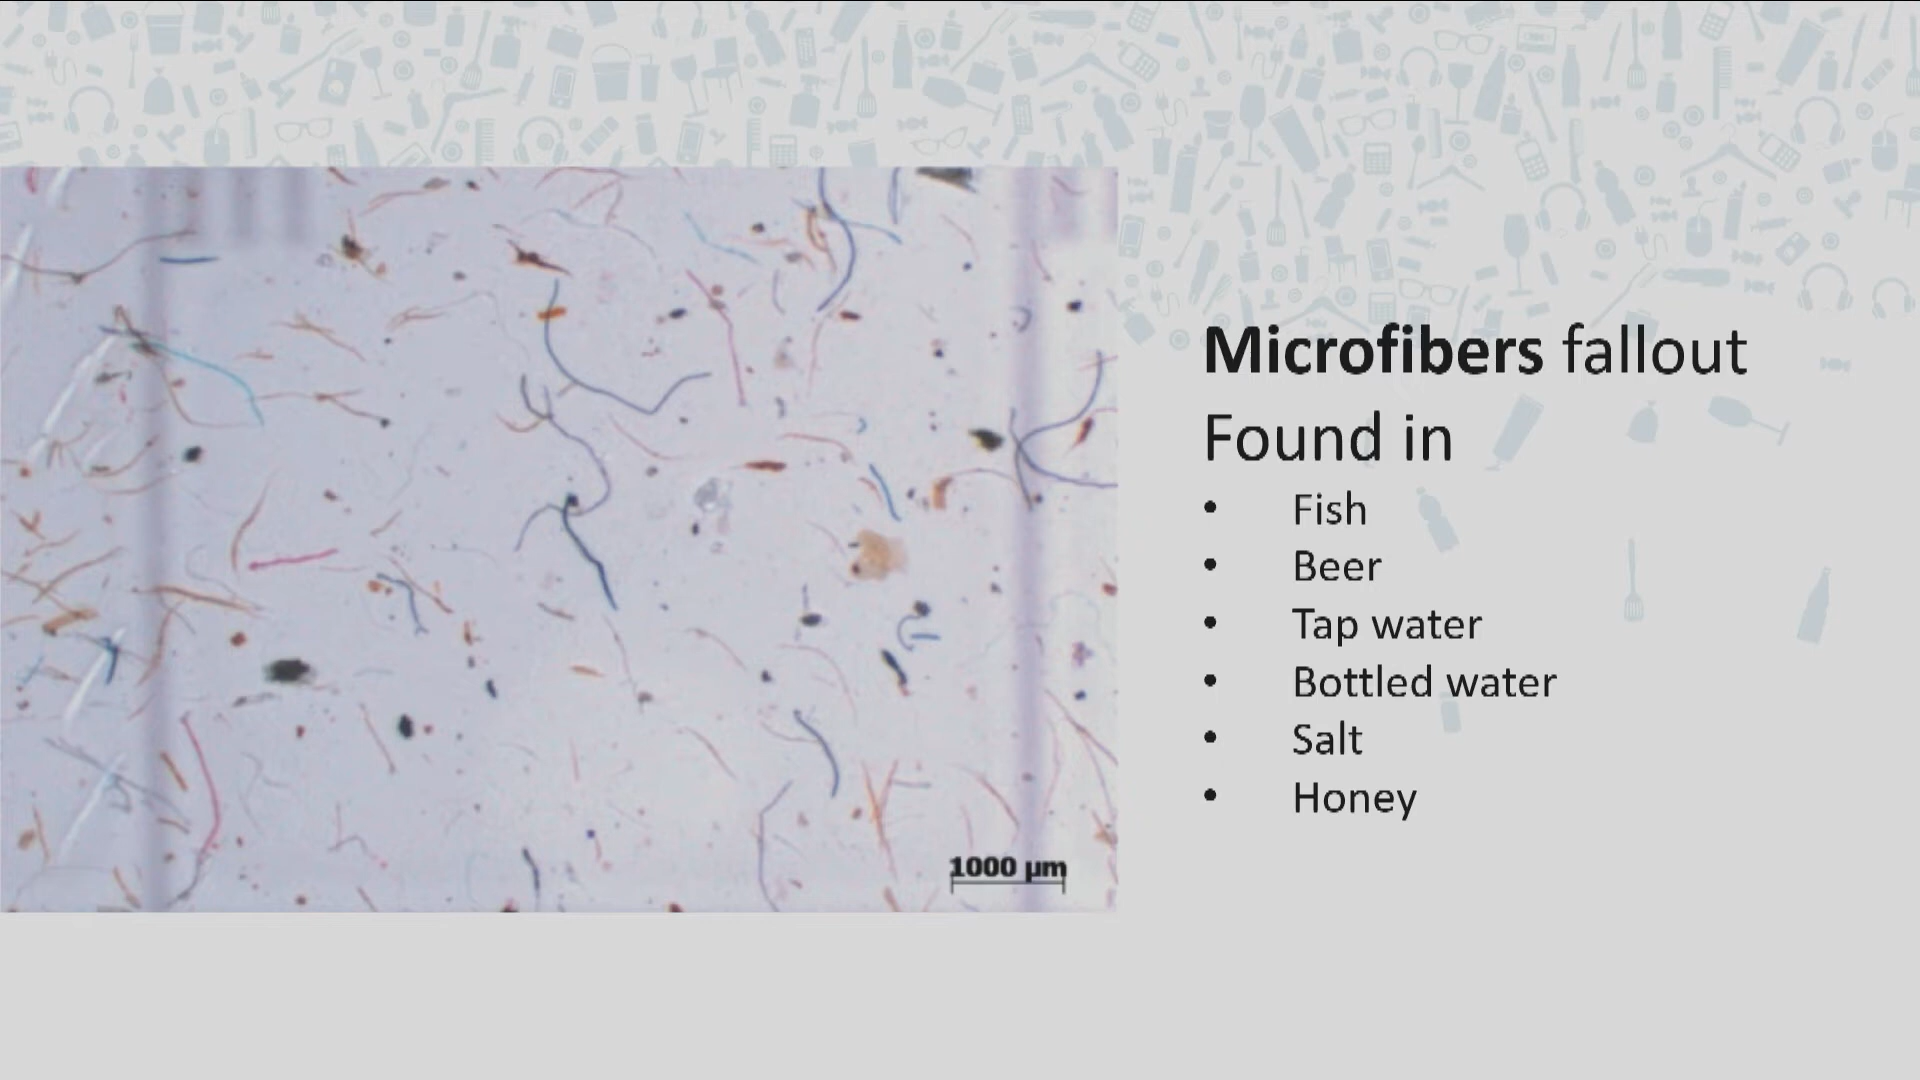 Microfibers fallout
Found in
• Fish
• Beer
• Tap water
• Bottled water
• Salt
• Honey
1000 µm